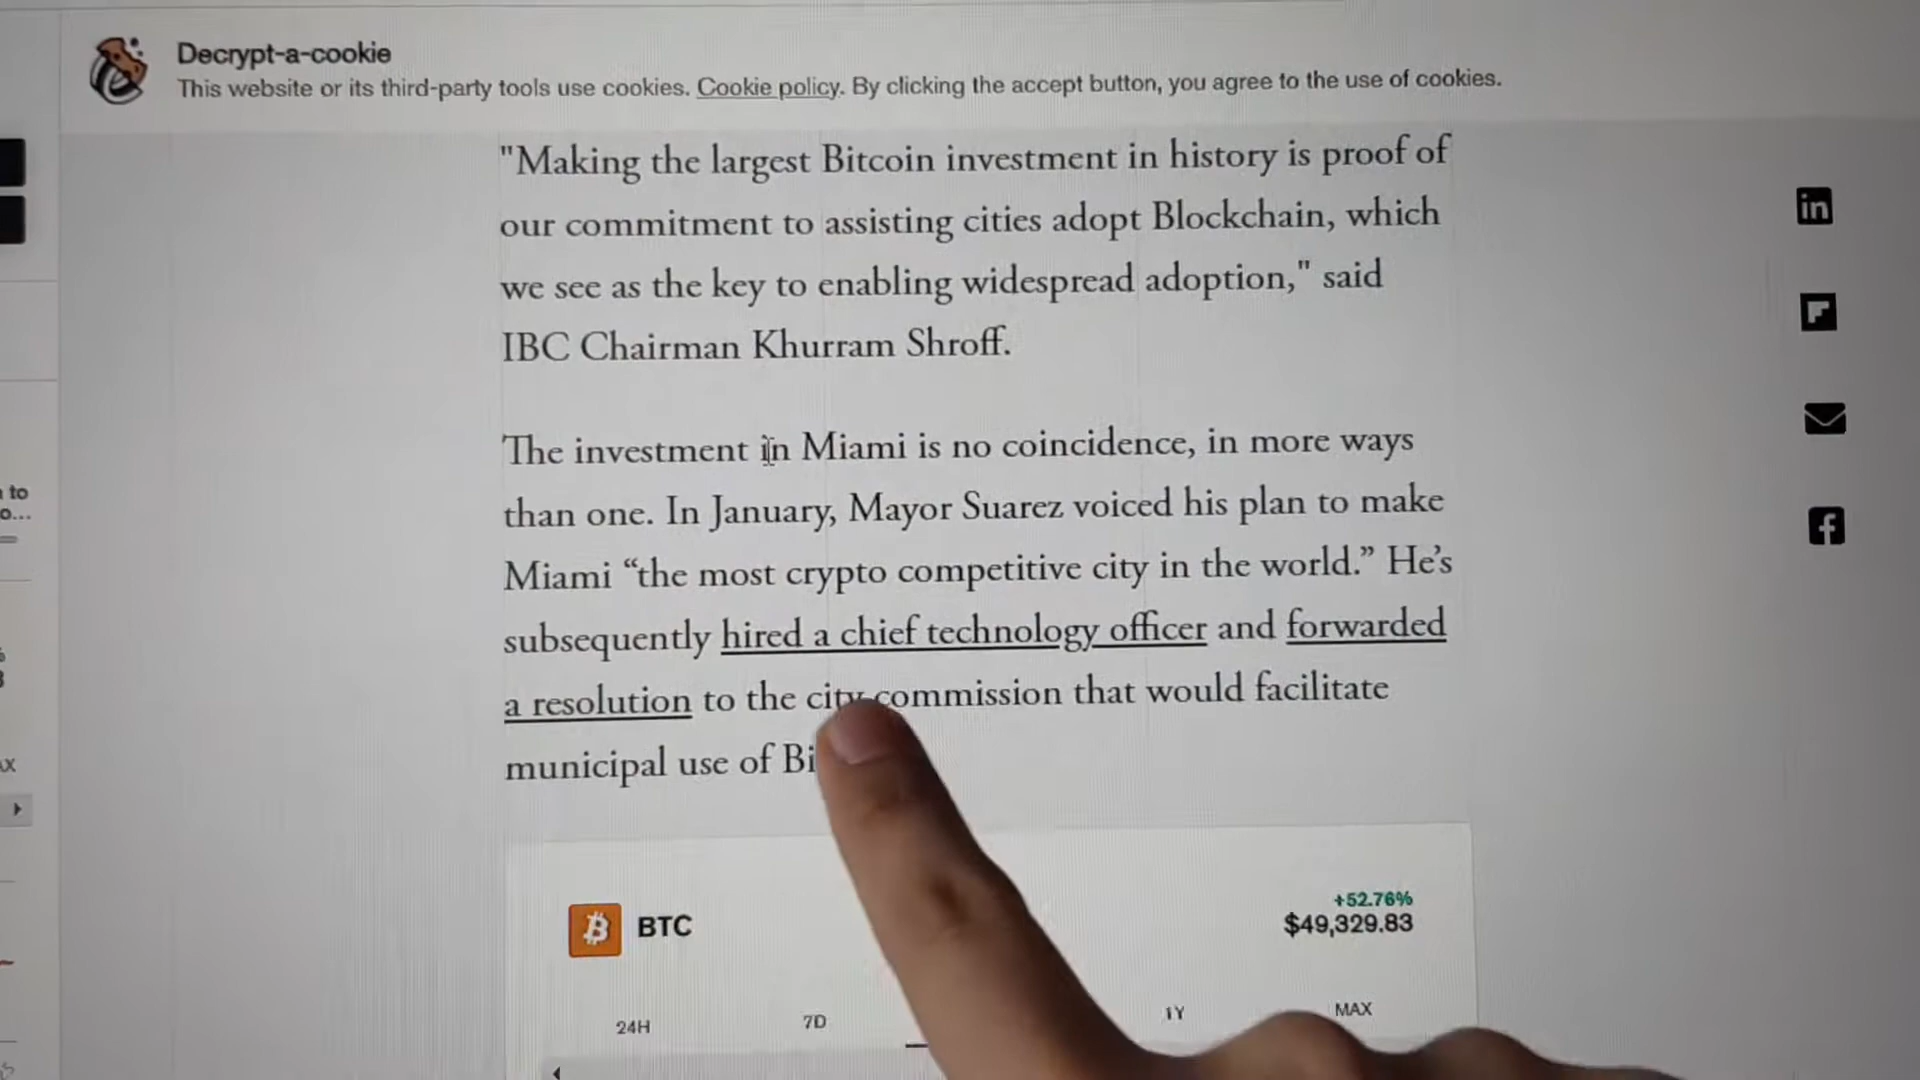 Decrypt-a-cookie
This website or its third-party tools use cookies. Cookie policy. By clicking the accept button, you agree to the use of cookies.
"Making the largest Bitcoin investment in history is proof of
our commitment to assisting cities adopt Blockchain, which
we see as the key to enabling widespread adoption," said
IBC Chairman Khurram Shroff.
The investment in Miami is no coincidence, in more ways
than one. In January, Mayor Suarez voiced his plan to make
Miami “the most crypto competitive city in the world.” He’s
subsequently hired a chief technology officer and forwarded
a resolution to the city commission that would facilitate
municipal use of Bi
to
o...
BTC
+52.76%
$49,329.83
24H 7D 1Y MAX